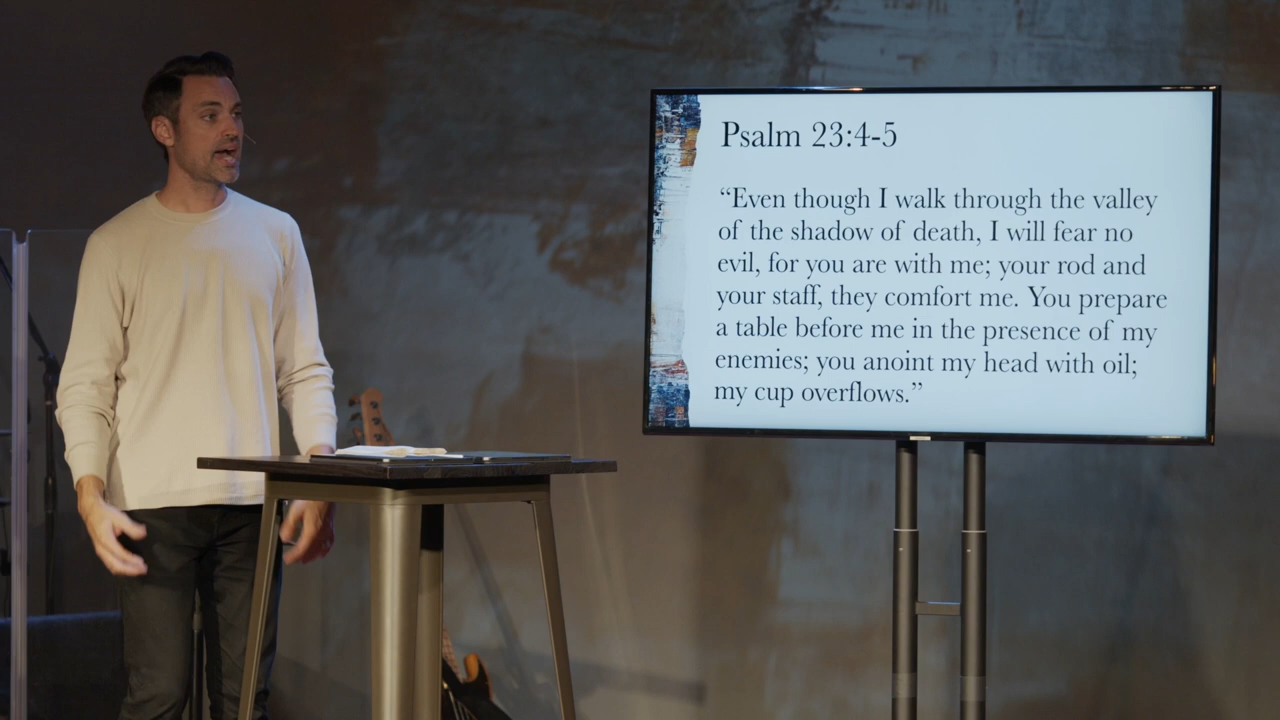 Psalm 23:4-5
“Even though I walk through the valley
of the shadow of death, I will fear no
evil, for you are with me; your rod and
your staff, they comfort me. You prepare
a table before me in the presence of my
enemies; you anoint my head with oil;
my cup overflows.”